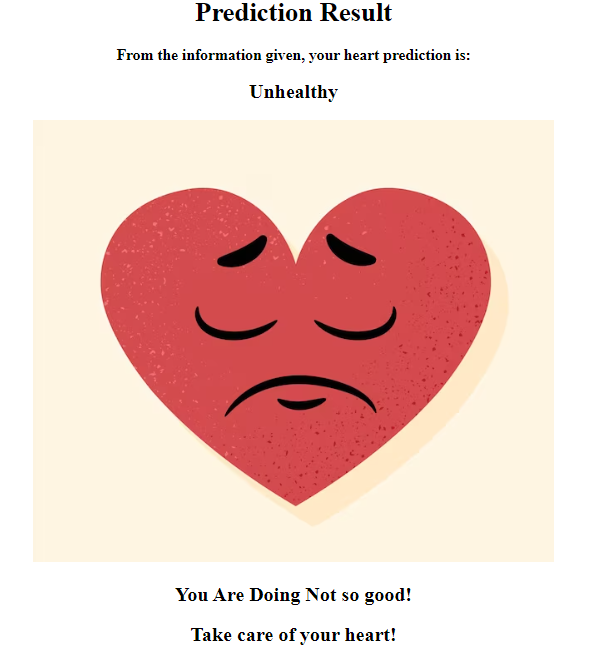 Prediction Result
From the information given, your heart prediction is:
Unhealthy
You Are Doing Not so good!
Take care of your heart!